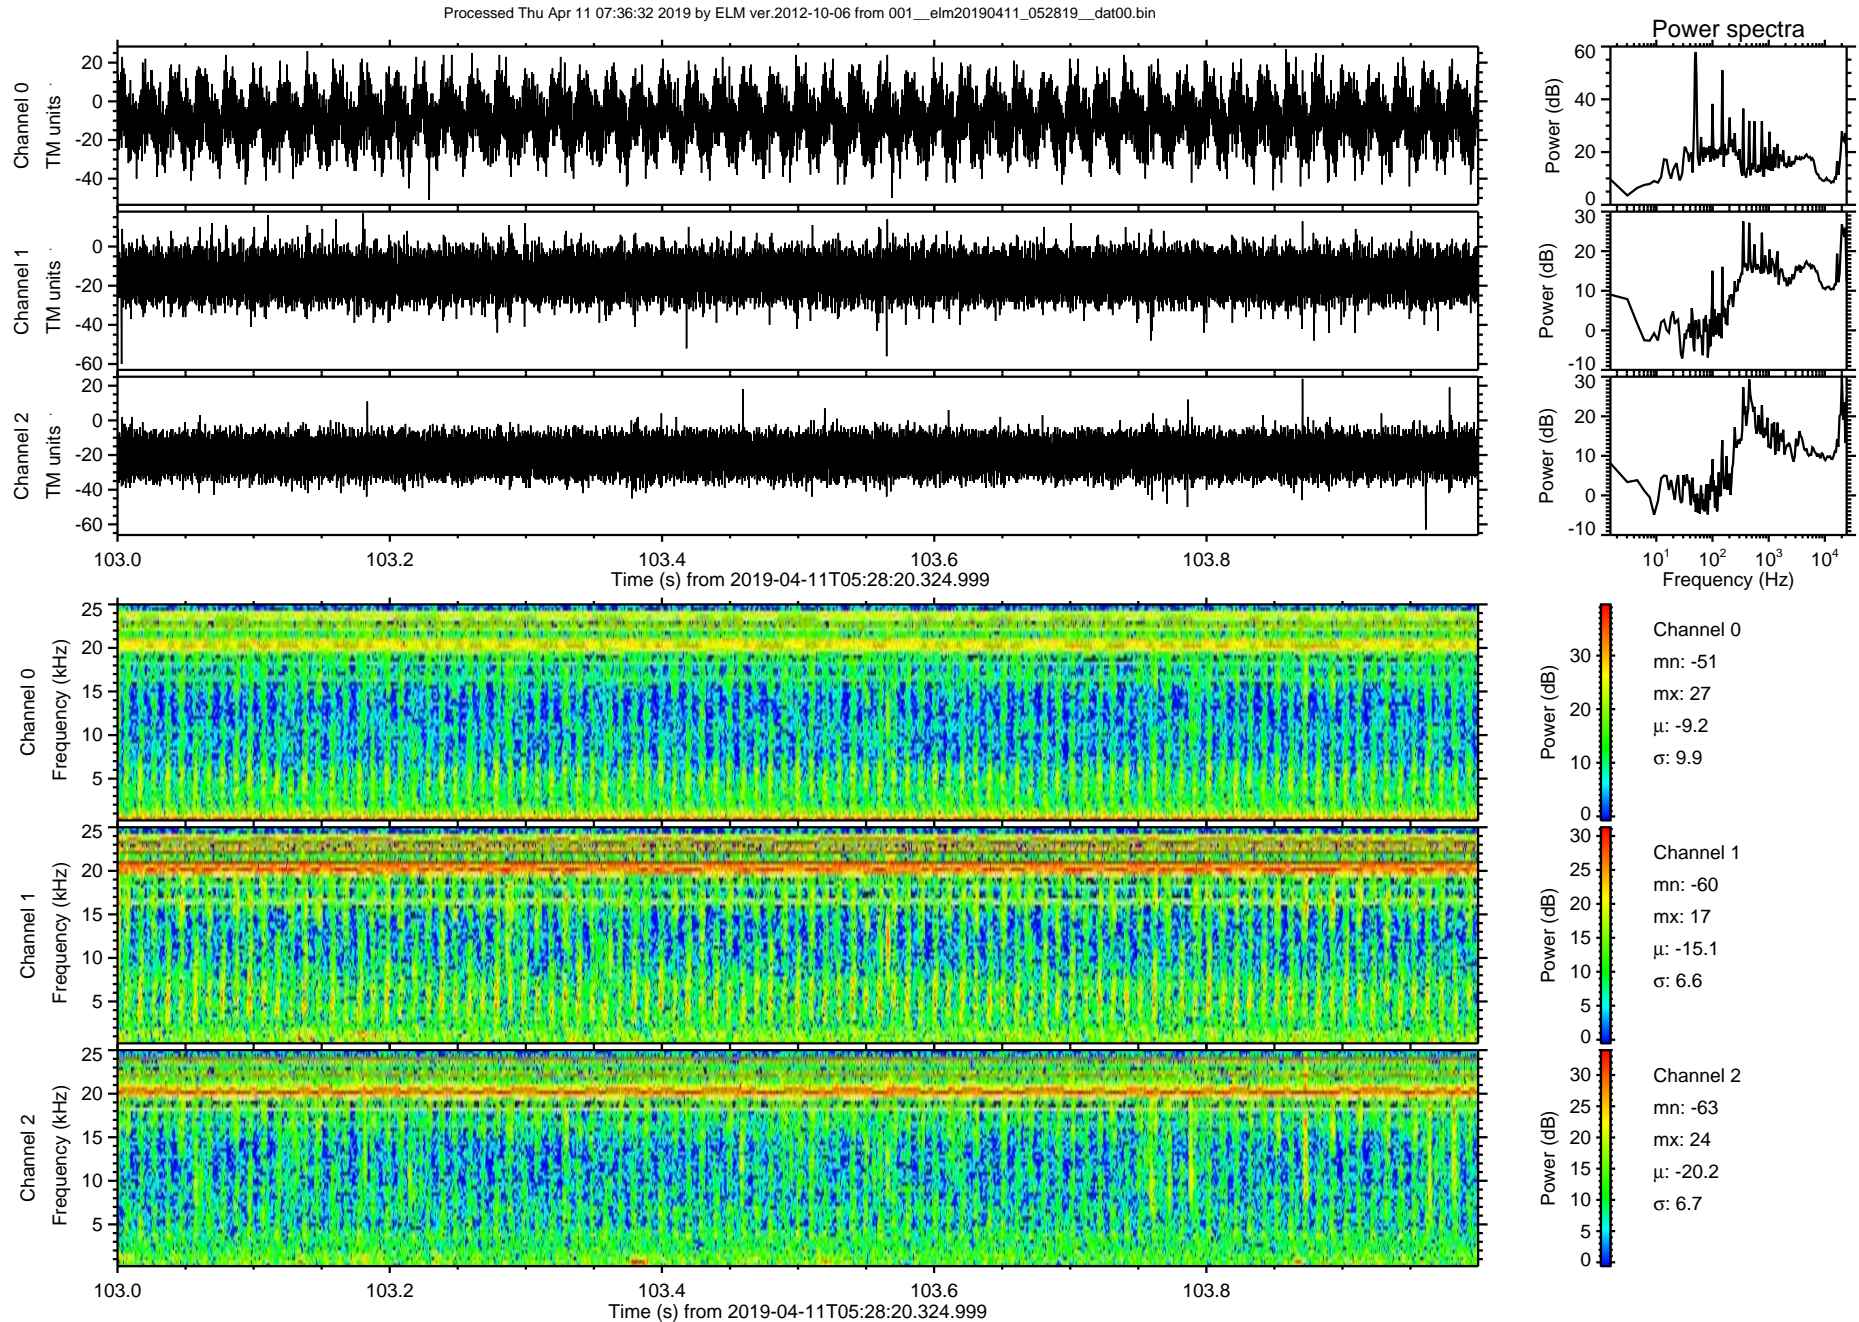 Processed Thu Apr 11 07:36:32 2019 by ELM ver.2012-10-06 from 001__elm20190411_052819__dat00.bin
Power spectra
Channel 0
TM units
20
0
-20
-40
Power (dB)
60
40
20
0
Channel 1
TM units
0
-20
-40
-60
Power (dB)
30
20
10
0
-10
Channel 2
TM units
20
0
-20
-40
-60
Power (dB)
30
20
10
0
-10
103.0 103.2 103.4 103.6 103.8
Time (s) from 2019-04-11T05:28:20.324.999
10¹ 10² 10³ 10⁴
Frequency (Hz)
Channel 0
Frequency (kHz)
25
20
15
10
5
Power (dB)
30
20
10
0
Channel 0
mn: -51
mx: 27
μ: -9.2
σ: 9.9
Channel 1
Frequency (kHz)
25
20
15
10
5
Power (dB)
30
25
20
15
10
5
0
Channel 1
mn: -60
mx: 17
μ: -15.1
σ: 6.6
Channel 2
Frequency (kHz)
25
20
15
10
5
Power (dB)
30
25
20
15
10
5
0
Channel 2
mn: -63
mx: 24
μ: -20.2
σ: 6.7
103.0 103.2 103.4 103.6 103.8
Time (s) from 2019-04-11T05:28:20.324.999